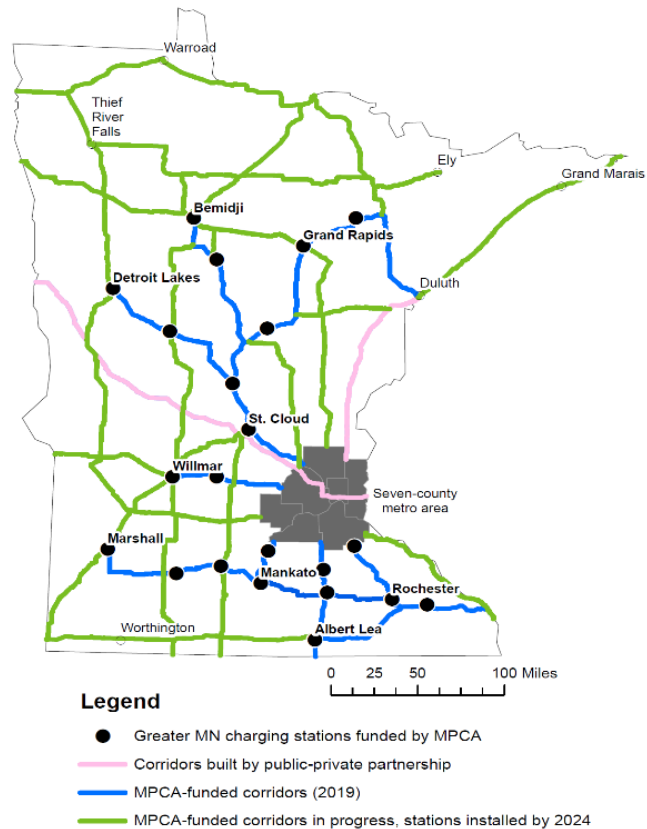 Warroad
Thief
River
Falls
Ely
Grand Marais
Bemidji
Grand Rapids
Detroit Lakes
Duluth
St. Cloud
Willmar
Seven-county
metro area
Marshall
Mankato
Rochester
Worthington
Albert Lea
0 25 50 100 Miles
Legend
Greater MN charging stations funded by MPCA
Corridors built by public-private partnership
MPCA-funded corridors (2019)
MPCA-funded corridors in progress, stations installed by 2024